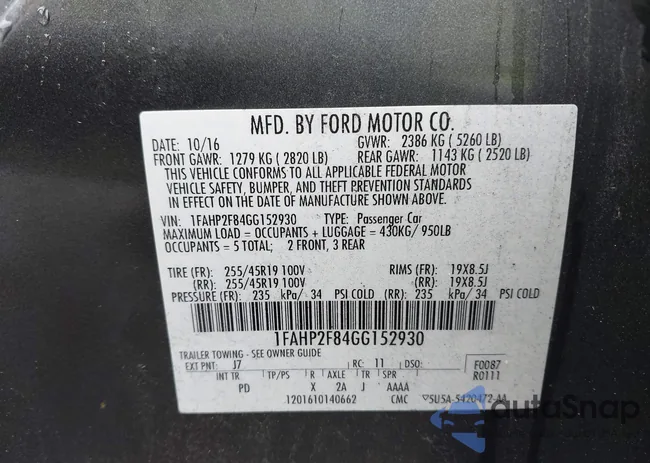 MFD. BY FORD MOTOR CO.
DATE: 10/16 GVWR: 2386 KG ( 5260 LB)
FRONT GAWR: 1279 KG ( 2820 LB) REAR GAWR: 1143 KG ( 2520 LB)
THIS VEHICLE CONFORMS TO ALL APPLICABLE FEDERAL MOTOR
VEHICLE SAFETY, BUMPER, AND THEFT PREVENTION STANDARDS
IN EFFECT ON THE DATE OF MANUFACTURE SHOWN ABOVE.
VIN: 1FAHP2F84GG152930 TYPE: Passenger Car
MAXIMUM LOAD = OCCUPANTS + LUGGAGE = 430KG/ 950LB
OCCUPANTS = 5 TOTAL; 2 FRONT, 3 REAR
TIRE (FR): 255/45R19 100V RIMS (FR): 19X8.5J
(RR): 255/45R19 100V (RR): 19X8.5J
PRESSURE (FR): 235 kPa/ 34 PSI COLD (RR): 235 kPa/ 34 PSI COLD
1FAHP2F84GG152930
TRAILER TOWING - SEE OWNER GUIDE
EXT PNT: J7 RC: 11 DSO: F0087
R0111
INT TR TP/PS R AXLE TR SPR
PD X 2A J AAAA
1201610140662 CMC
autoSnap